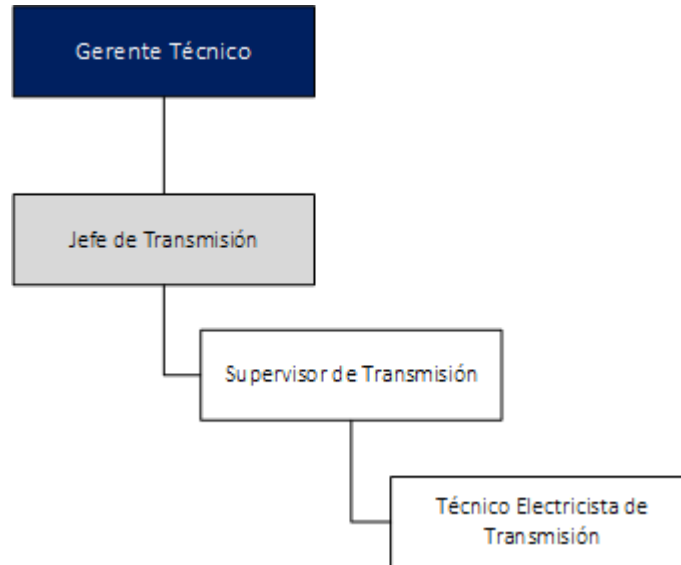 Gerente Técnico
Jefe de Transmisión
Supervisor de Transmisión
Técnico Electricista de
Transmisión